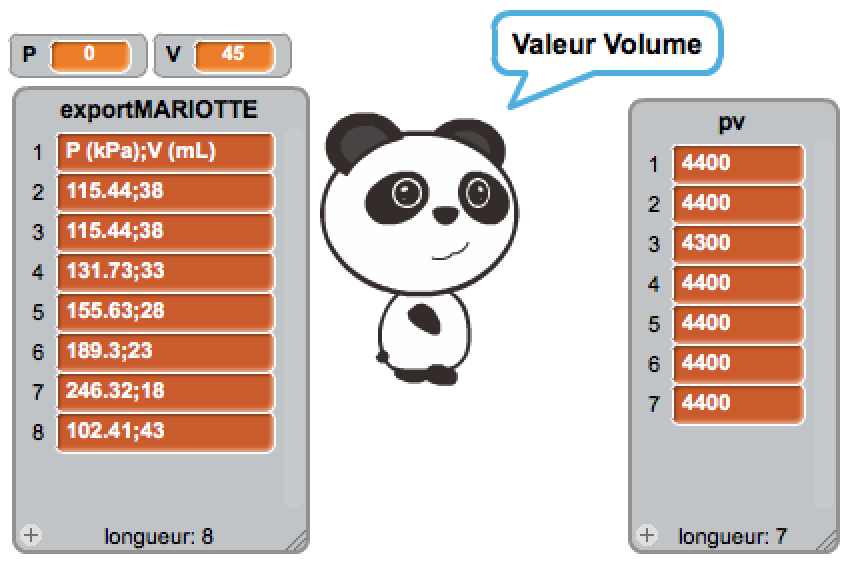 P 0 V 45
Valeur Volume
exportMARIOTTE
1 P (kPa);V (mL)
2 115.44;38
3 115.44;38
4 131.73;33
5 155.63;28
6 189.3;23
7 246.32;18
8 102.41;43
+ longueur: 8
pv
1 4400
2 4400
3 4300
4 4400
5 4400
6 4400
7 4400
+ longueur: 7